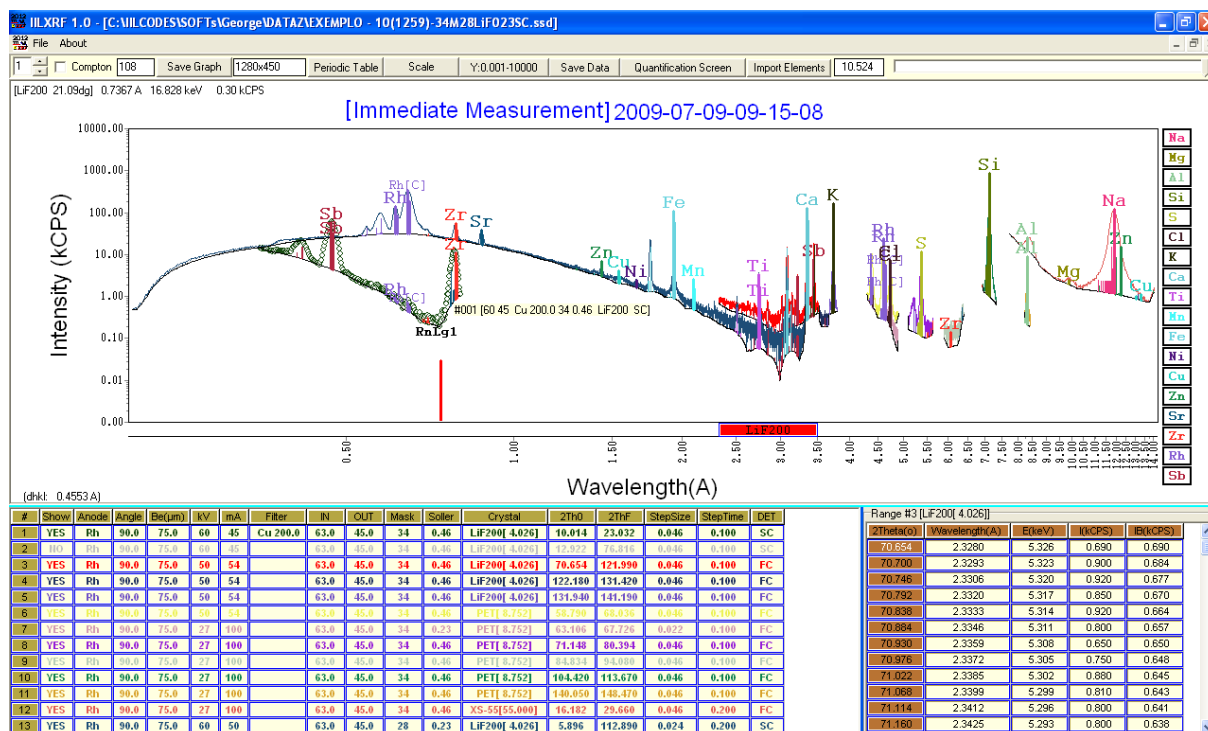 IILXRF 1.0 - [C:\IILCODES\SOFTs\George\DATAZ\EXEMPLO - 10(1259)-34M28LiF023SC.ssd]
File About
1 Compton 108 Save Graph 1280x450 Periodic Table Scale Y:0.001-10000 Save Data Quantification Screen Import Elements 10.524
[LiF200 21.09dg] 0.7367 A 16.828 keV 0.30 kCPS
[Immediate Measurement] 2009-07-09-09-15-08
Intensity (kCPS)
10000.00
1000.00
100.00
10.00
1.00
0.10
0.01
0.00
Sb
Sb
Rh
Rh[C]
Zr
Zr
Sr
Rh
Rh[C]
RnLg1
#001 [60 45 Cu 200.0 34 0.46 LiF200 SC]
Zn
Cu
Ni
Fe
Mn
Ti
Ti
Ca
Sb
K
Rh
Rh
Cl
S
Zr
Si
Al
Al
Mg
Na
Zn
Cu
Na
Mg
Al
Si
S
Cl
K
Ca
Ti
Mn
Fe
Ni
Cu
Zn
Sr
Zr
Rh
Sb
LiF200
0.50 1.00 1.50 2.00 2.50 3.00 3.50 4.00 4.50 5.00 5.50 6.00 6.50 7.00 7.50 8.00 8.50 9.00 9.50 10.00 10.50 11.00 11.50 12.00 12.50 13.00 13.50 14.00
Wavelength(A)
(dhkl: 0.4553 A)
# Show Anode Angle Be(µm) kV mA Filter IN OUT Mask Soller Crystal 2Th0 2ThF StepSize StepTime DET
1 YES Rh 90.0 75.0 60 45 Cu 200.0 63.0 45.0 34 0.46 LiF200[ 4.026] 10.014 23.032 0.046 0.100 SC
2 NO Rh 90.0 75.0 60 45 63.0 45.0 34 0.46 LiF200[ 4.026] 12.922 76.816 0.046 0.100 SC
3 YES Rh 90.0 75.0 50 54 63.0 45.0 34 0.46 LiF200[ 4.026] 70.654 121.990 0.046 0.100 FC
4 YES Rh 90.0 75.0 50 54 63.0 45.0 34 0.46 LiF200[ 4.026] 122.180 131.420 0.046 0.100 FC
5 YES Rh 90.0 75.0 50 54 63.0 45.0 34 0.46 LiF200[ 4.026] 131.940 141.190 0.046 0.100 FC
6 YES Rh 90.0 75.0 50 54 63.0 45.0 34 0.46 PET[ 8.752] 58.790 68.036 0.046 0.100 FC
7 YES Rh 90.0 75.0 27 100 63.0 45.0 34 0.23 PET[ 8.752] 63.106 67.726 0.022 0.100 FC
8 YES Rh 90.0 75.0 27 100 63.0 45.0 34 0.46 PET[ 8.752] 71.148 80.394 0.046 0.100 FC
9 YES Rh 90.0 75.0 27 100 63.0 45.0 34 0.46 PET[ 8.752] 84.834 94.080 0.046 0.100 FC
10 YES Rh 90.0 75.0 27 100 63.0 45.0 34 0.46 PET[ 8.752] 104.420 113.670 0.046 0.100 FC
11 YES Rh 90.0 75.0 27 100 63.0 45.0 34 0.46 PET[ 8.752] 140.050 148.470 0.046 0.100 FC
12 YES Rh 90.0 75.0 27 100 63.0 45.0 34 0.46 XS-55[55.000] 16.182 29.660 0.046 0.200 FC
13 YES Rh 90.0 75.0 60 50 63.0 45.0 28 0.23 LiF200[ 4.026] 5.896 112.890 0.024 0.200 SC
Range #3 [LiF200[ 4.026]]
2Theta(o) Wavelength(A) E(keV) I(kCPS) IB(kCPS)
70.654 2.3280 5.326 0.690 0.690
70.700 2.3293 5.323 0.900 0.684
70.746 2.3306 5.320 0.920 0.677
70.792 2.3320 5.317 0.850 0.670
70.838 2.3333 5.314 0.920 0.664
70.884 2.3346 5.311 0.800 0.657
70.930 2.3359 5.308 0.650 0.650
70.976 2.3372 5.305 0.750 0.648
71.022 2.3385 5.302 0.880 0.645
71.068 2.3399 5.299 0.810 0.643
71.114 2.3412 5.296 0.800 0.641
71.160 2.3425 5.293 0.800 0.638